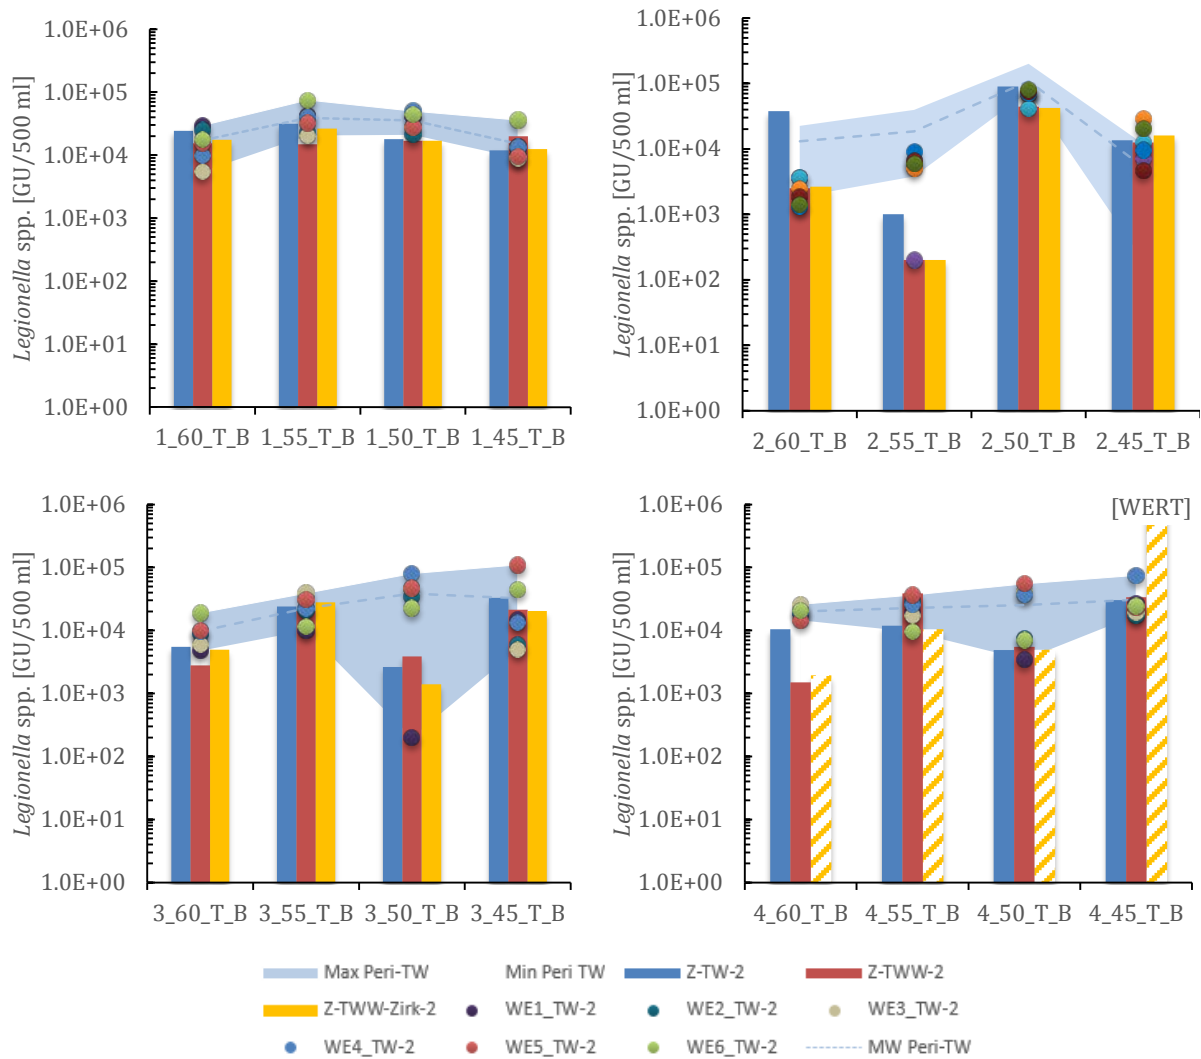 Legionella spp. [GU/500 ml]
1.0E+06
1.0E+05
1.0E+04
1.0E+03
1.0E+02
1.0E+01
1.0E+00
1_60_T_B 1_55_T_B 1_50_T_B 1_45_T_B
Legionella spp. [GU/500 ml]
1.0E+06
1.0E+05
1.0E+04
1.0E+03
1.0E+02
1.0E+01
1.0E+00
2_60_T_B 2_55_T_B 2_50_T_B 2_45_T_B
Legionella spp. [GU/500 ml]
1.0E+06
1.0E+05
1.0E+04
1.0E+03
1.0E+02
1.0E+01
1.0E+00
3_60_T_B 3_55_T_B 3_50_T_B 3_45_T_B
Legionella spp. [GU/500 ml]
1.0E+06
1.0E+05
1.0E+04
1.0E+03
1.0E+02
1.0E+01
1.0E+00
[WERT]
4_60_T_B 4_55_T_B 4_50_T_B 4_45_T_B
Max Peri-TW Min Peri TW Z-TW-2 Z-TWW-2
Z-TWW-Zirk-2 WE1_TW-2 WE2_TW-2 WE3_TW-2
WE4_TW-2 WE5_TW-2 WE6_TW-2 MW Peri-TW